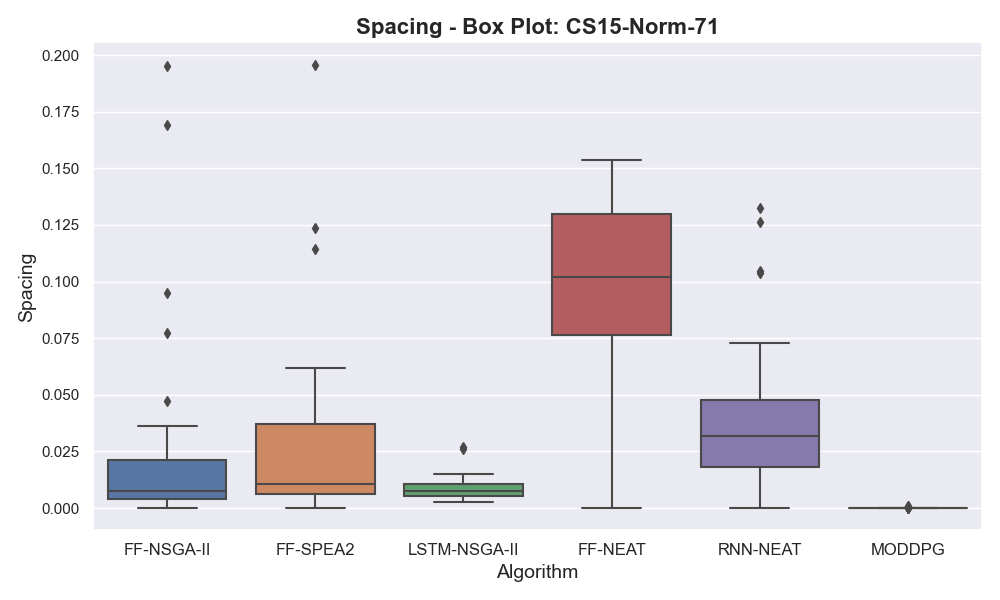 Spacing - Box Plot: CS15-Norm-71
0.200
0.175
0.150
0.125
0.100
0.075
0.050
0.025
0.000
Spacing
FF-NSGA-II
FF-SPEA2
LSTM-NSGA-II
FF-NEAT
RNN-NEAT
MODDPG
Algorithm